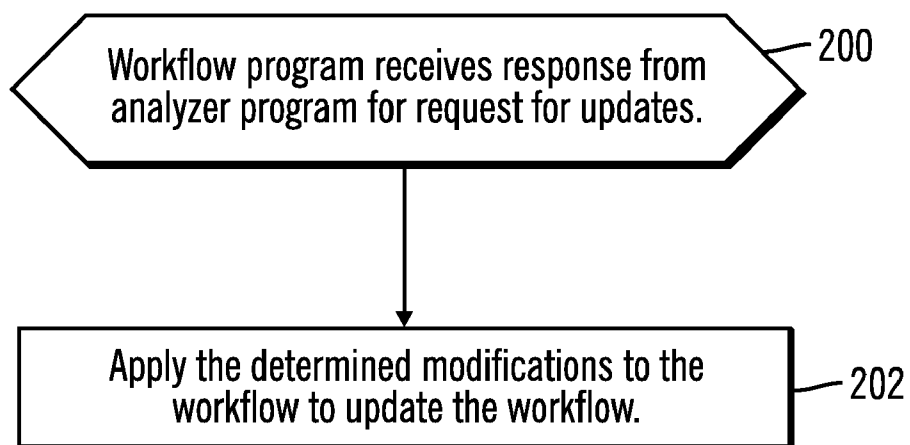 Workflow program receives response from
analyzer program for request for updates.
200
Apply the determined modifications to the
workflow to update the workflow.
202